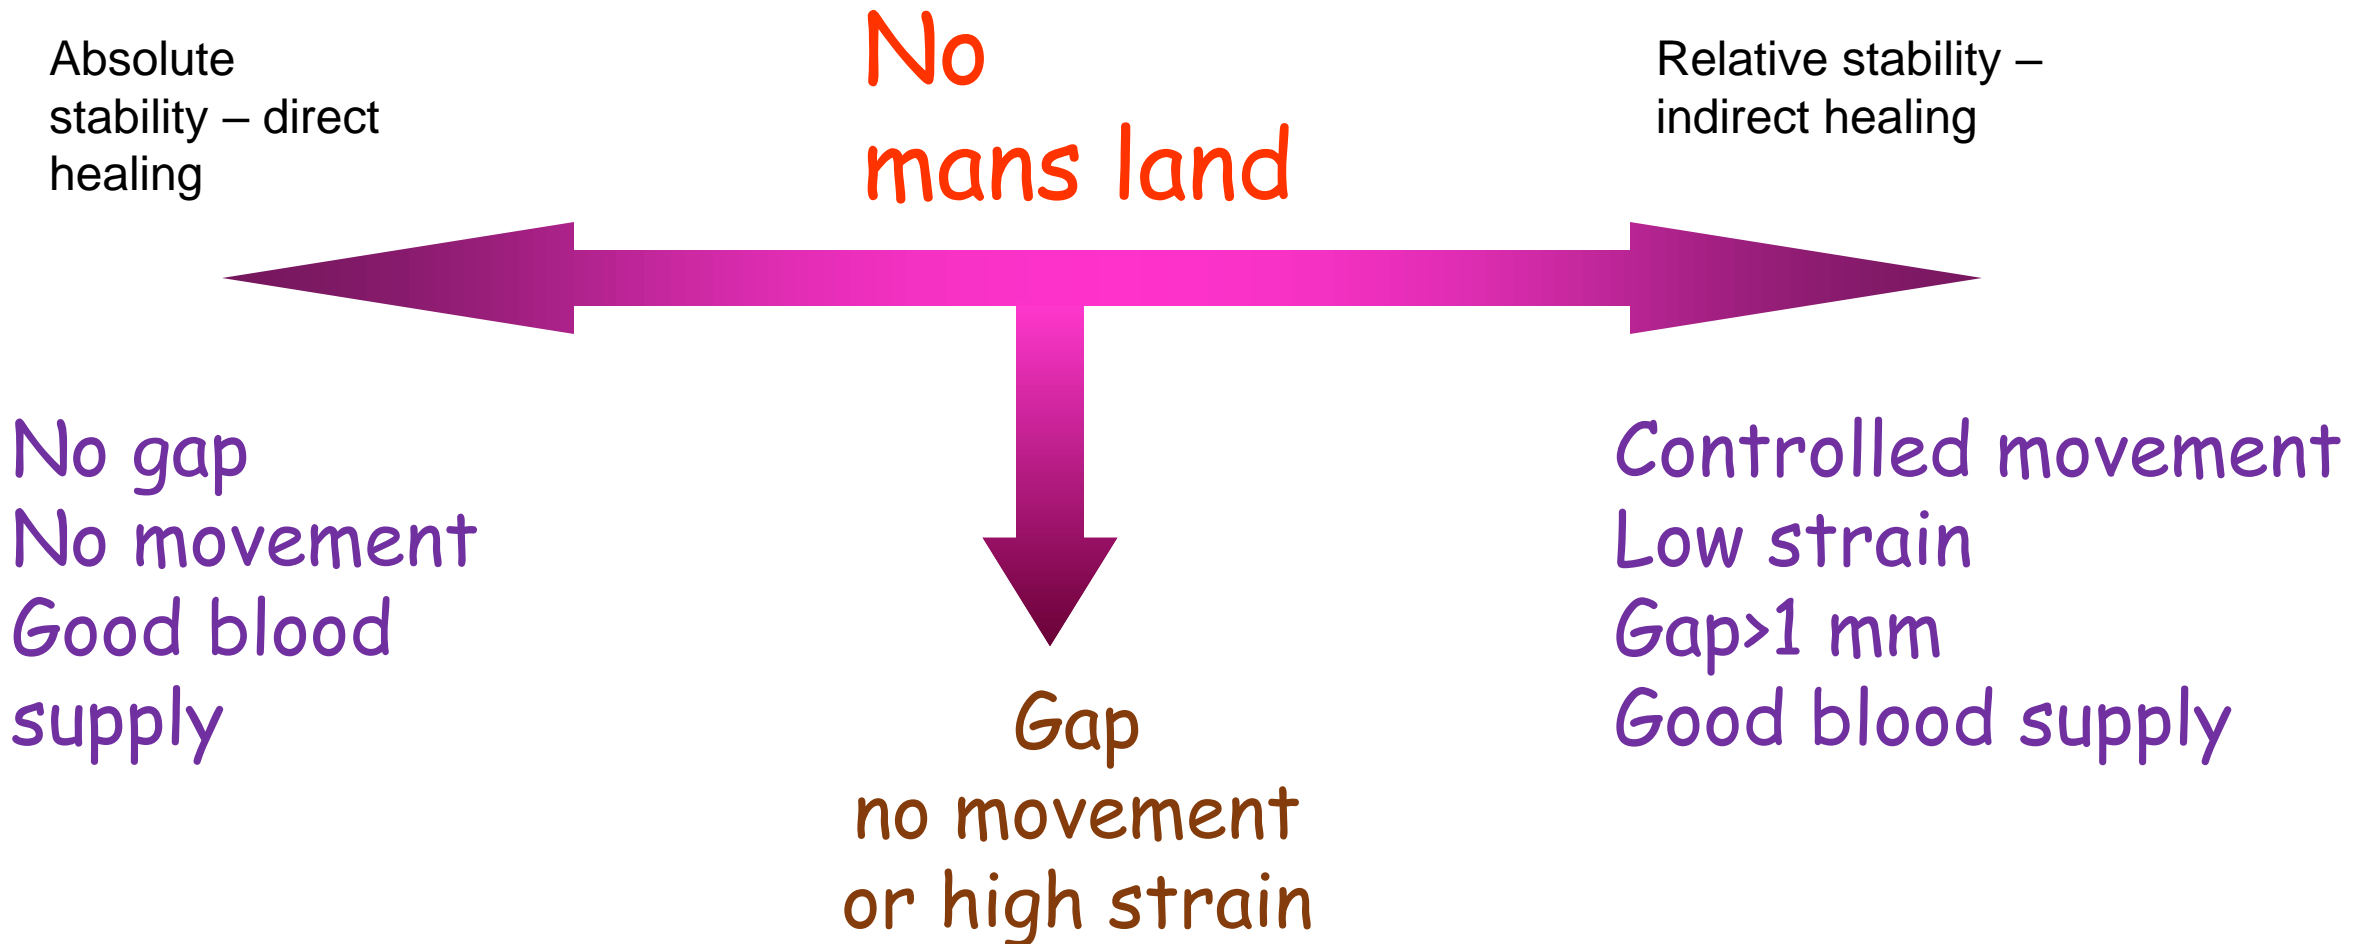 Absolute
stability – direct
healing
No
mans land
Relative stability –
indirect healing
No gap
No movement
Good blood
supply
Gap
no movement
or high strain
Controlled movement
Low strain
Gap>1 mm
Good blood supply